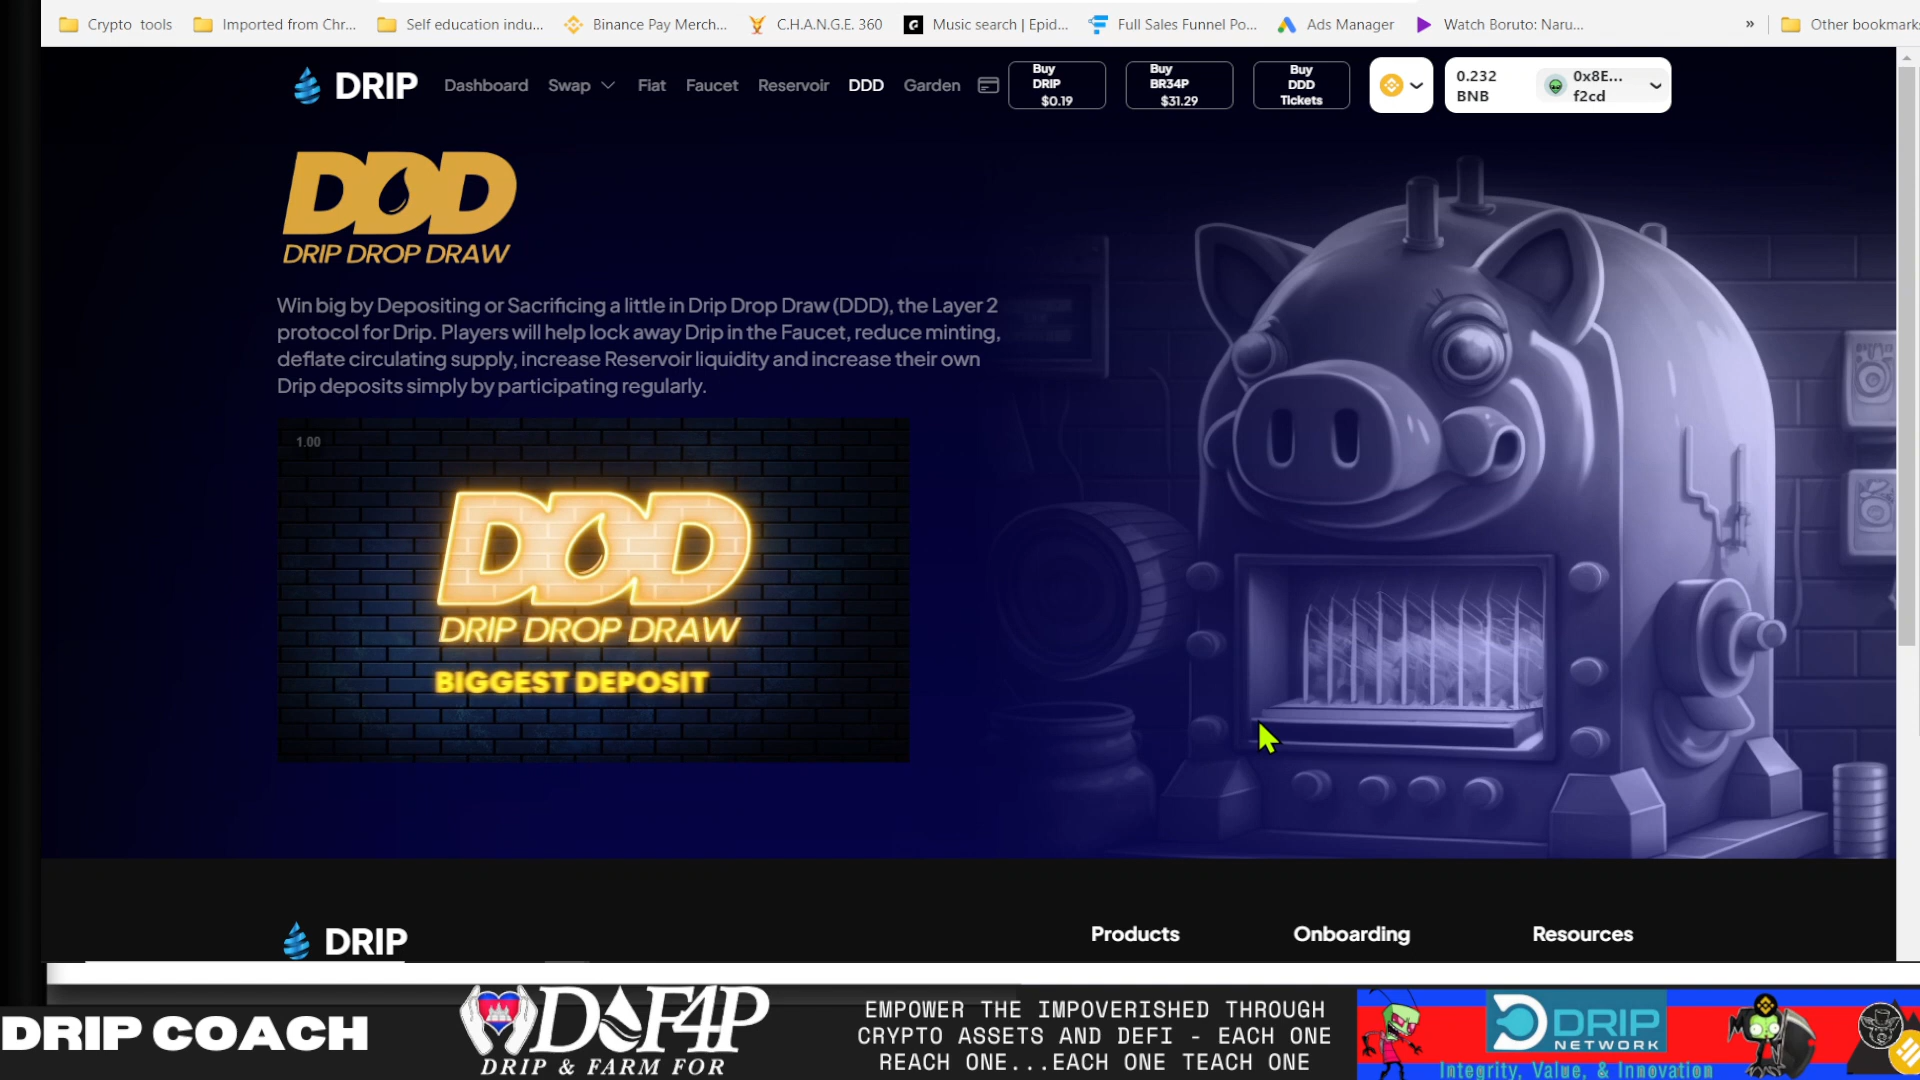 Crypto tools
Imported from Chr...
Self education indu...
Binance Pay Merch...
C.H.A.N.G.E. 360
Music search | Epid...
Full Sales Funnel Po...
Ads Manager
Watch Boruto: Naru...
»
Other bookmarks
DRIP
Dashboard
Swap
Fiat
Faucet
Reservoir
DDD
Garden
Buy
DRIP
$0.19
Buy
BR34P
$31.29
Buy
DDD
Tickets
0.232
BNB
0x8E...
f2cd
DDD
DRIP DROP DRAW
Win big by Depositing or Sacrificing a little in Drip Drop Draw (DDD), the Layer 2
protocol for Drip. Players will help lock away Drip in the Faucet, reduce minting,
deflate circulating supply, increase Reservoir liquidity and increase their own
Drip deposits simply by participating regularly.
1.00
DDD
DRIP DROP DRAW
BIGGEST DEPOSIT
DRIP
Products
Onboarding
Resources
DRIP COACH
D&F4P
DRIP & FARM FOR
EMPOWER THE IMPOVERISHED THROUGH
CRYPTO ASSETS AND DEFI - EACH ONE
REACH ONE...EACH ONE TEACH ONE
DRIP
NETWORK
Integrity, Value, & Innovation